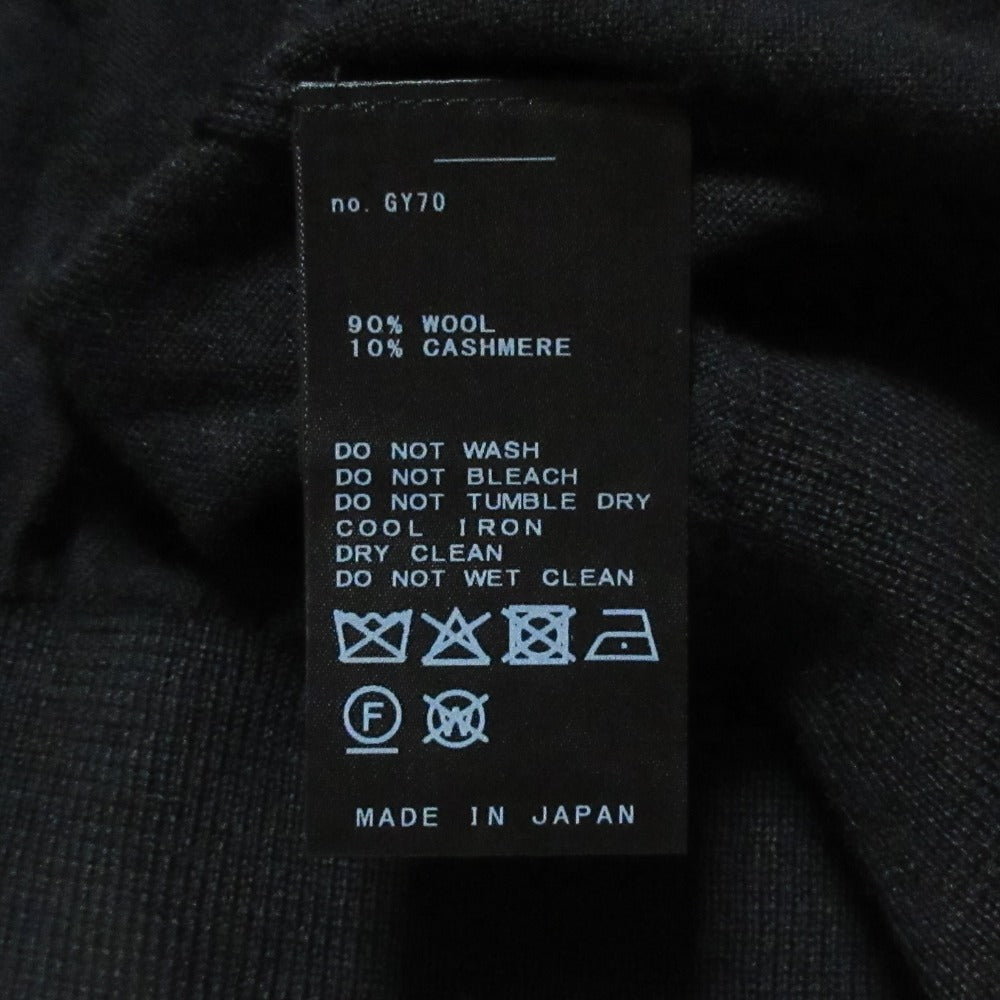 no. GY70
90% WOOL
10% CASHMERE
DO NOT WASH
DO NOT BLEACH
DO NOT TUMBLE DRY
COOL IRON
DRY CLEAN
DO NOT WET CLEAN
F W
MADE IN JAPAN